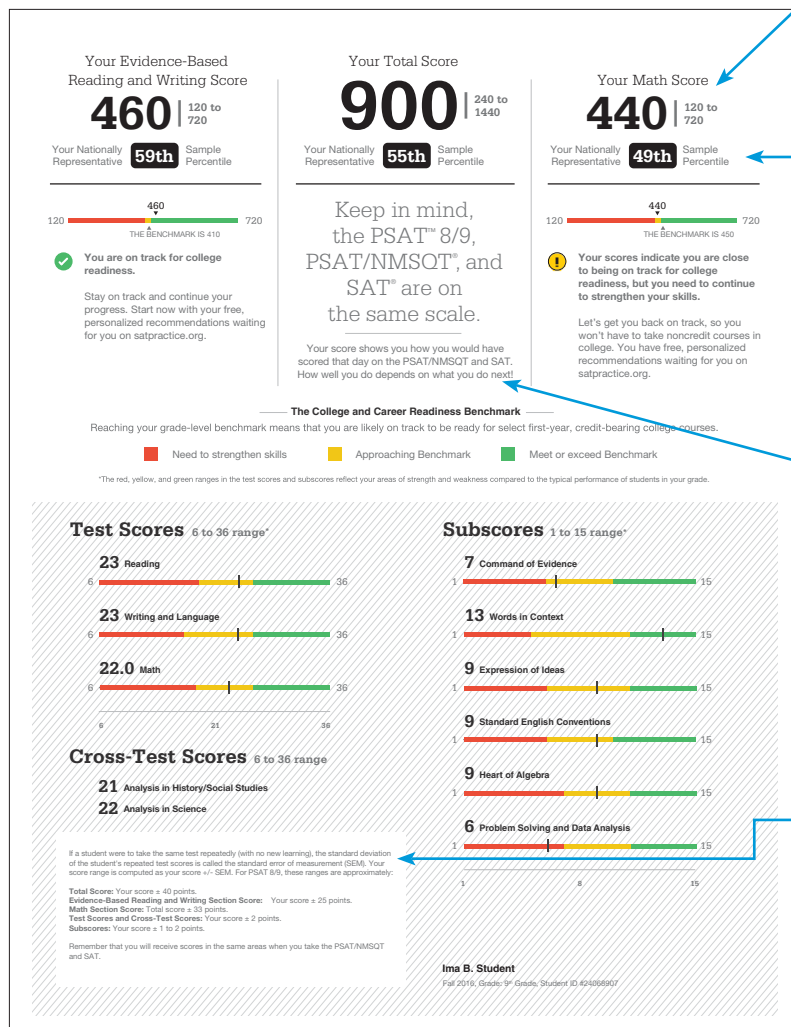 Your Evidence-Based
Reading and Writing Score
460 | 120 to
720
Your Nationally
Representative
59th
Sample
Percentile
460
120
720
THE BENCHMARK IS 410
You are on track for college
readiness.
Stay on track and continue your
progress. Start now with your free,
personalized recommendations waiting
for you on satpractice.org.
Your Total Score
900 | 240 to
1440
Your Nationally
Representative
55th
Sample
Percentile
Keep in mind,
the PSAT™ 8/9,
PSAT/NMSQT®, and
SAT® are on
the same scale.
Your score shows you how you would have
scored that day on the PSAT/NMSQT and SAT.
How well you do depends on what you do next!
Your Math Score
440 | 120 to
720
Your Nationally
Representative
49th
Sample
Percentile
440
120
720
THE BENCHMARK IS 450
!
Your scores indicate you are close
to being on track for college
readiness, but you need to continue
to strengthen your skills.
Let's get you back on track, so you
won't have to take noncredit courses in
college. You have free, personalized
recommendations waiting for you on
satpractice.org.
The College and Career Readiness Benchmark
Reaching your grade-level benchmark means that you are likely on track to be ready for select first-year, credit-bearing college courses.
Need to strengthen skills
Approaching Benchmark
Meet or exceed Benchmark
*The red, yellow, and green ranges in the test scores and subscores reflect your areas of strength and weakness compared to the typical performance of students in your grade.
Test Scores 6 to 36 range*
23 Reading
6
36
23 Writing and Language
6
36
22.0 Math
6
36
6
21
36
Cross-Test Scores 6 to 36 range
21 Analysis in History/Social Studies
22 Analysis in Science
If a student were to take the same test repeatedly (with no new learning), the standard deviation
of the student's repeated test scores is called the standard error of measurement (SEM). Your
score range is computed as your score +/- SEM. For PSAT 8/9, these ranges are approximately:
Total Score: Your score ± 40 points.
Evidence-Based Reading and Writing Section Score: Your score ± 25 points.
Math Section Score: Total score ± 33 points.
Test Scores and Cross-Test Scores: Your score ± 2 points.
Subscores: Your score ± 1 to 2 points.
Remember that you will receive scores in the same areas when you take the PSAT/NMSQT
and SAT.
Subscores 1 to 15 range*
7 Command of Evidence
1
15
13 Words in Context
1
15
9 Expression of Ideas
1
15
9 Standard English Conventions
1
15
9 Heart of Algebra
1
15
6 Problem Solving and Data Analysis
1
15
1
8
15
Ima B. Student
Fall 2016, Grade: 9th Grade, Student ID #24068907